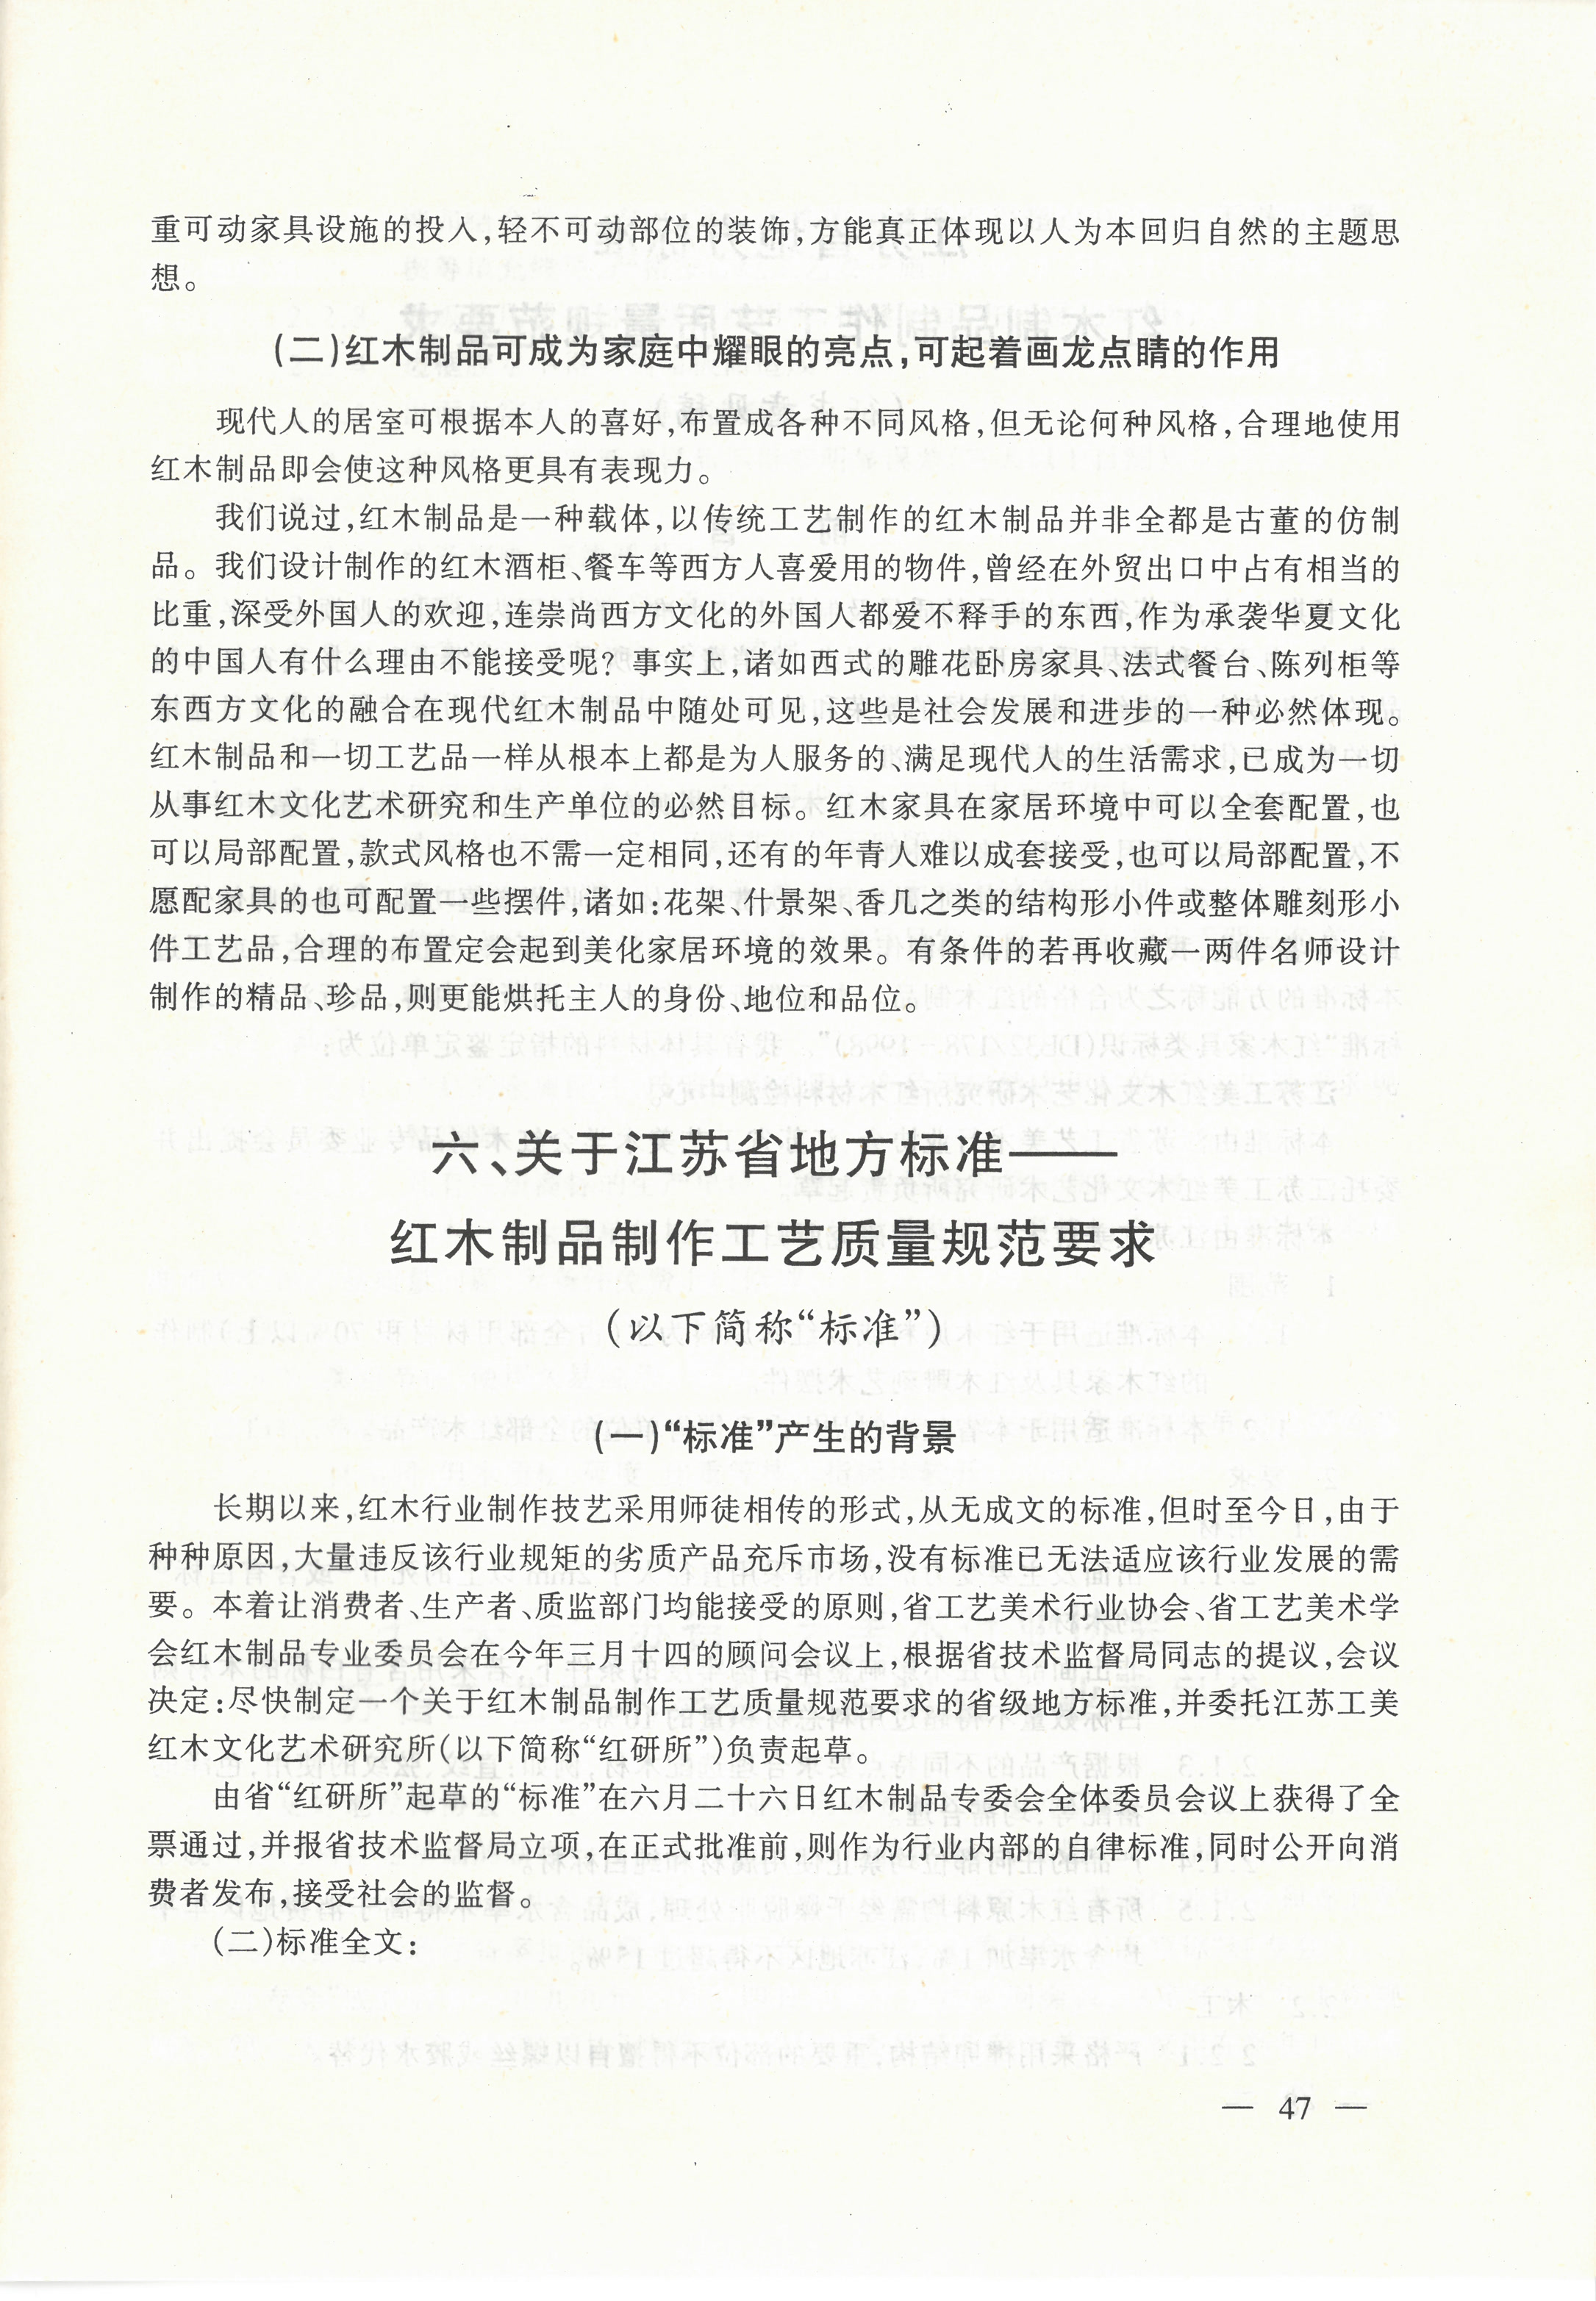 重可动家具设施的投入,轻不可动部位的装饰,方能真正体现以人为本回归自然的主题思
想。
(二)红木制品可成为家庭中耀眼的亮点,可起着画龙点睛的作用
现代人的居室可根据本人的喜好,布置成各种不同风格,但无论何种风格,合理地使用
红木制品即会使这种风格更具有表现力。
我们说过,红木制品是一种载体,以传统工艺制作的红木制品并非全都是古董的仿制
品。我们设计制作的红木酒柜、餐车等西方人喜爱用的物件,曾经在外贸出口中占有相当的
比重,深受外国人的欢迎,连崇尚西方文化的外国人都爱不释手的东西,作为承袭华夏文化
的中国人有什么理由不能接受呢？事实上,诸如西式的雕花卧房家具、法式餐台、陈列柜等
东西方文化的融合在现代红木制品中随处可见,这些是社会发展和进步的一种必然体现。
红木制品和一切工艺品一样从根本上都是为人服务的、满足现代人的生活需求,已成为一切
从事红木文化艺术研究和生产单位的必然目标。红木家具在家居环境中可以全套配置,也
可以局部配置,款式风格也不需一定相同,还有的年青人难以成套接受,也可以局部配置,不
愿配家具的也可配置一些摆件,诸如:花架、什景架、香几之类的结构形小件或整体雕刻形小
件工艺品,合理的布置定会起到美化家居环境的效果。有条件的若再收藏一两件名师设计
制作的精品、珍品,则更能烘托主人的身份、地位和品位。
六、关于江苏省地方标准——
红木制品制作工艺质量规范要求
(以下简称“标准”)
(一)“标准”产生的背景
长期以来,红木行业制作技艺采用师徒相传的形式,从无成文的标准,但时至今日,由于
种种原因,大量违反该行业规矩的劣质产品充斥市场,没有标准已无法适应该行业发展的需
要。本着让消费者、生产者、质监部门均能接受的原则,省工艺美术行业协会、省工艺美术学
会红木制品专业委员会在今年三月十四的顾问会议上,根据省技术监督局同志的提议,会议
决定:尽快制定一个关于红木制品制作工艺质量规范要求的省级地方标准,并委托江苏工美
红木文化艺术研究所(以下简称“红研所”)负责起草。
由省“红研所”起草的“标准”在六月二十六日红木制品专委会全体委员会议上获得了全
票通过,并报省技术监督局立项,在正式批准前,则作为行业内部的自律标准,同时公开向消
费者发布,接受社会的监督。
(二)标准全文:
— 47 —